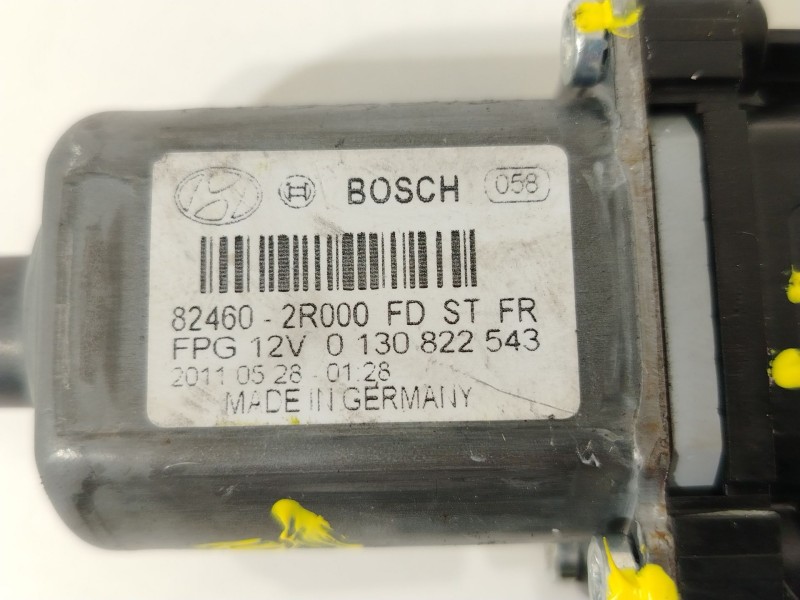 BOSCH 058
82460 - 2R000 FD ST FR
FPG 12V 0 130 822 543
2011 05 28 - 01:28
MADE IN GERMANY